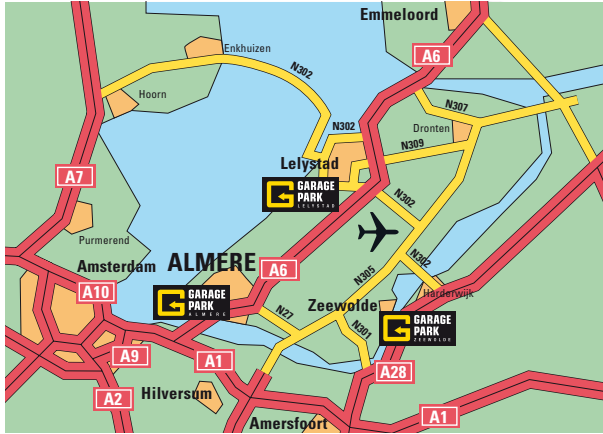 Emmeloord
A6
Enkhuizen
N302
Hoorn
N307
N302
Dronten
N309
Lelystad
A7
GARAGE
PARK
LELYSTAD
N302
Purmerend
ALMERE
Amsterdam
A6
N305
N302
A10
GARAGE
PARK
ALMERE
Zeewolde
Harderwijk
N27
N301
GARAGE
PARK
ZEEWOLDE
A9
A1
A28
A2
Hilversum
A1
Amersfoort